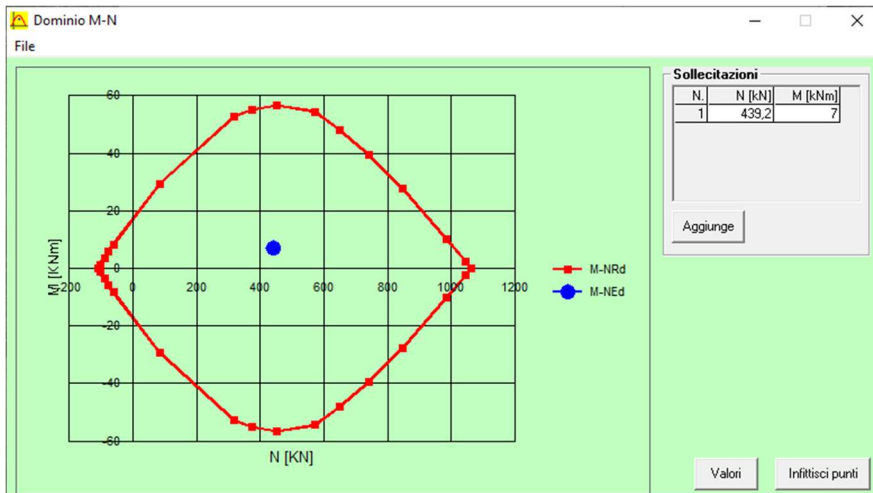 Dominio M-N
File
60
40
20
0
-20
-40
-60
M [KNm]
-200
0
200
400
600
800
1000
1200
N [KN]
M-NRd
M-NEd
Sollecitazioni
N. N [kN] M [kNm]
1 439,2 7
Aggiunge
Valori
Infittisci punti